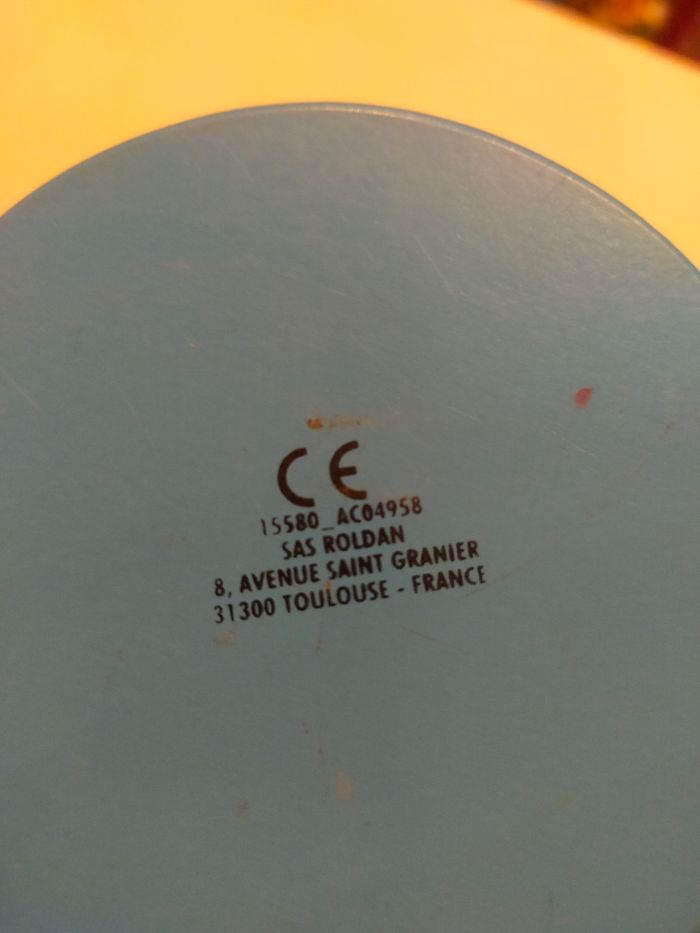 CE
15580_AC04958
SAS ROLDAN
8, AVENUE SAINT GRANIER
31300 TOULOUSE - FRANCE